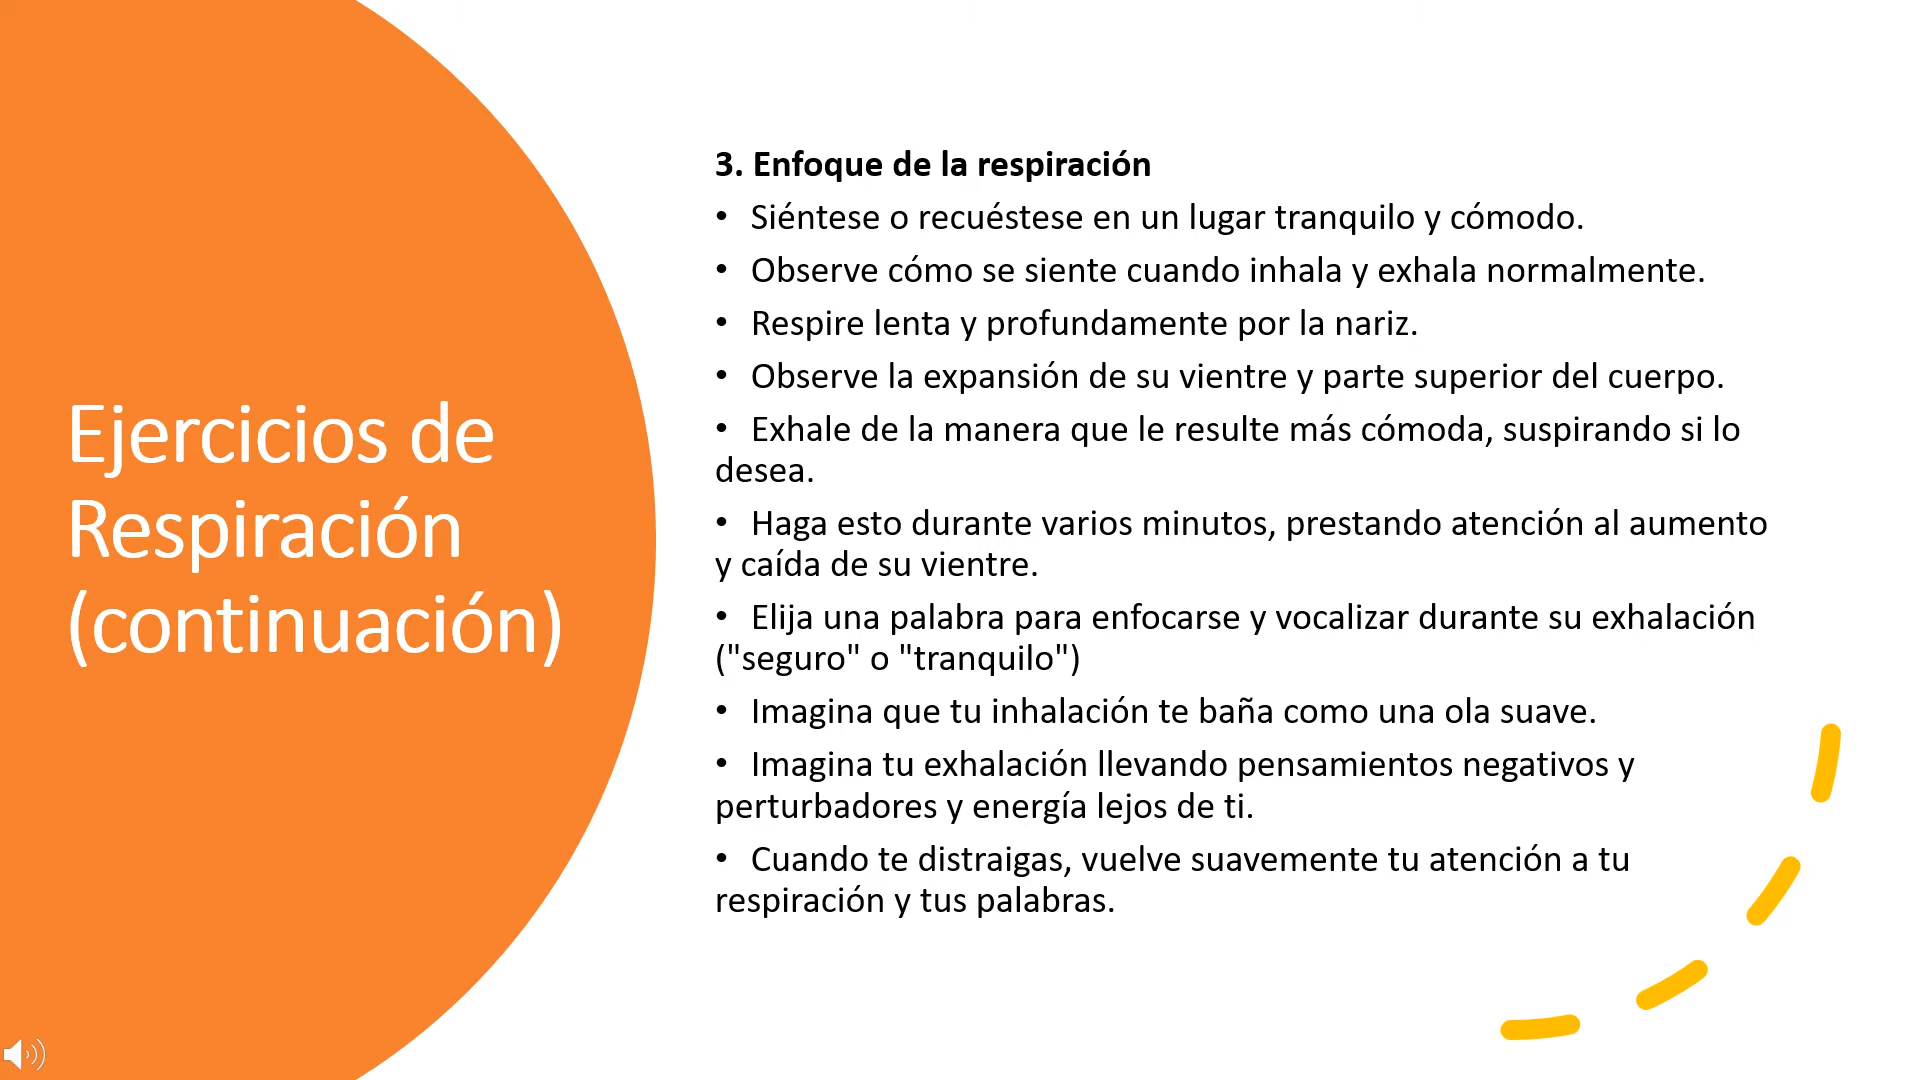 Ejercicios de
Respiración
(continuación)
3. Enfoque de la respiración
• Siéntese o recuéstese en un lugar tranquilo y cómodo.
• Observe cómo se siente cuando inhala y exhala normalmente.
• Respire lenta y profundamente por la nariz.
• Observe la expansión de su vientre y parte superior del cuerpo.
• Exhale de la manera que le resulte más cómoda, suspirando si lo
desea.
• Haga esto durante varios minutos, prestando atención al aumento
y caída de su vientre.
• Elija una palabra para enfocarse y vocalizar durante su exhalación
("seguro" o "tranquilo")
• Imagina que tu inhalación te baña como una ola suave.
• Imagina tu exhalación llevando pensamientos negativos y
perturbadores y energía lejos de ti.
• Cuando te distraigas, vuelve suavemente tu atención a tu
respiración y tus palabras.